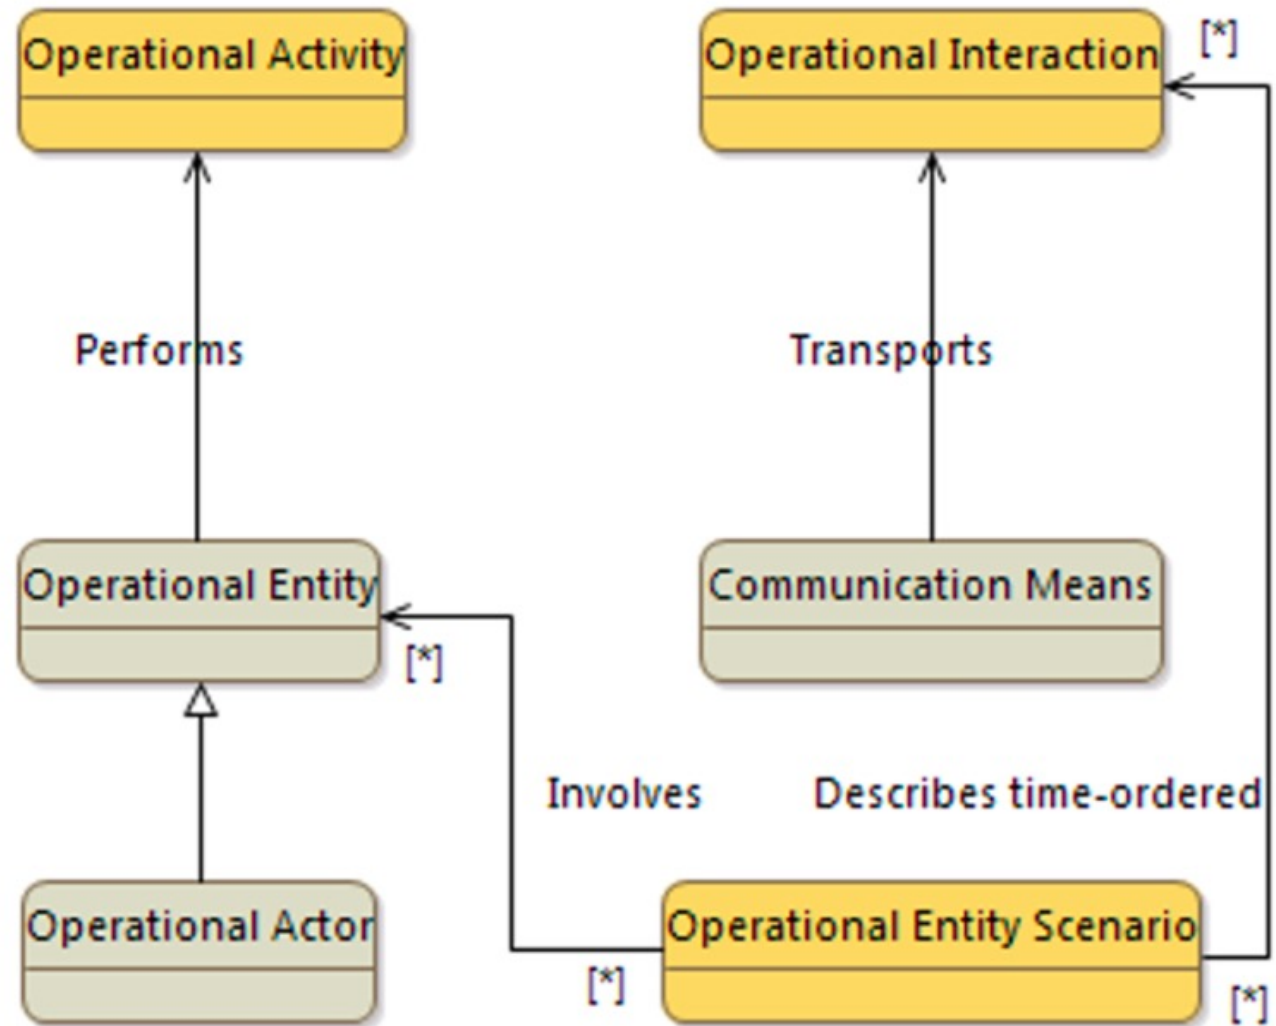 Operational Activity
Operational Interaction
[*]
Performs
Transports
Operational Entity
Communication Means
[*]
Involves
Describes time-ordered
Operational Actor
Operational Entity Scenario
[*]
[*]